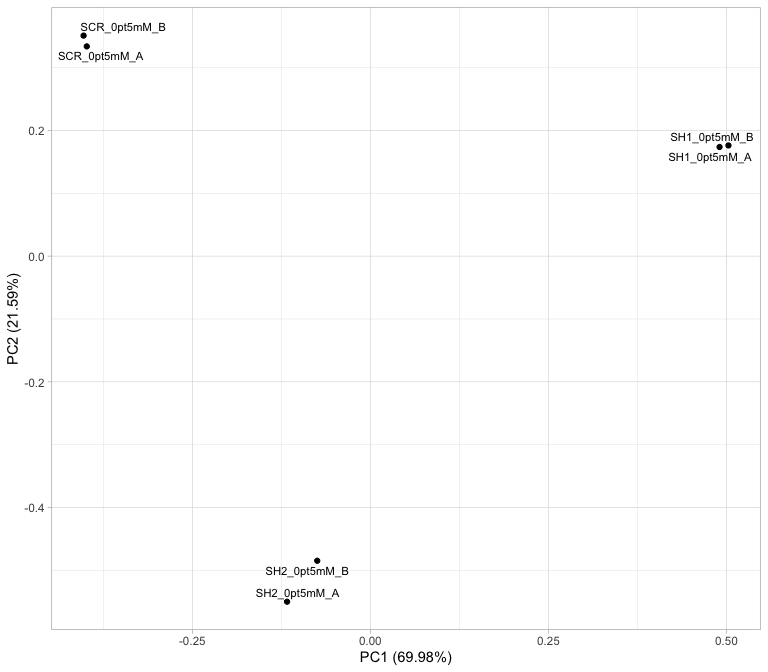 SCR_0pt5mM_B
SCR_0pt5mM_A
SH1_0pt5mM_B
SH1_0pt5mM_A
SH2_0pt5mM_B
SH2_0pt5mM_A
0.2
0.0
-0.2
-0.4
PC2 (21.59%)
-0.25
0.00
0.25
0.50
PC1 (69.98%)